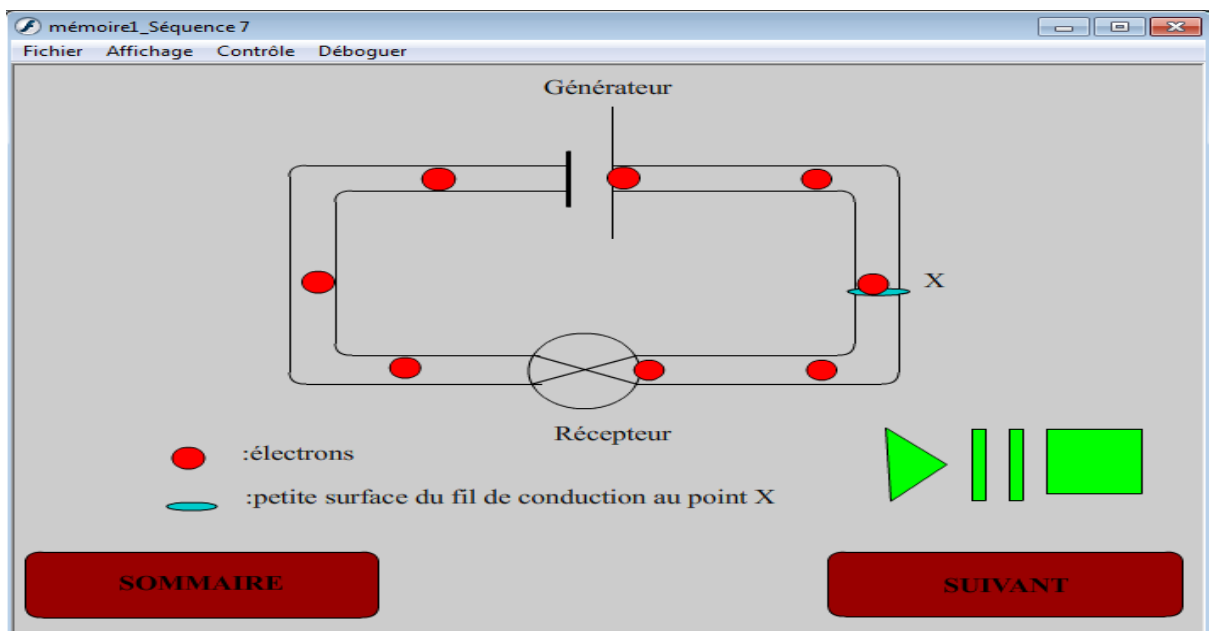 mémoire1_Séquence 7
Fichier Affichage Contrôle Déboguer
Générateur
X
Récepteur
:électrons
:petite surface du fil de conduction au point X
SOMMAIRE
SUIVANT